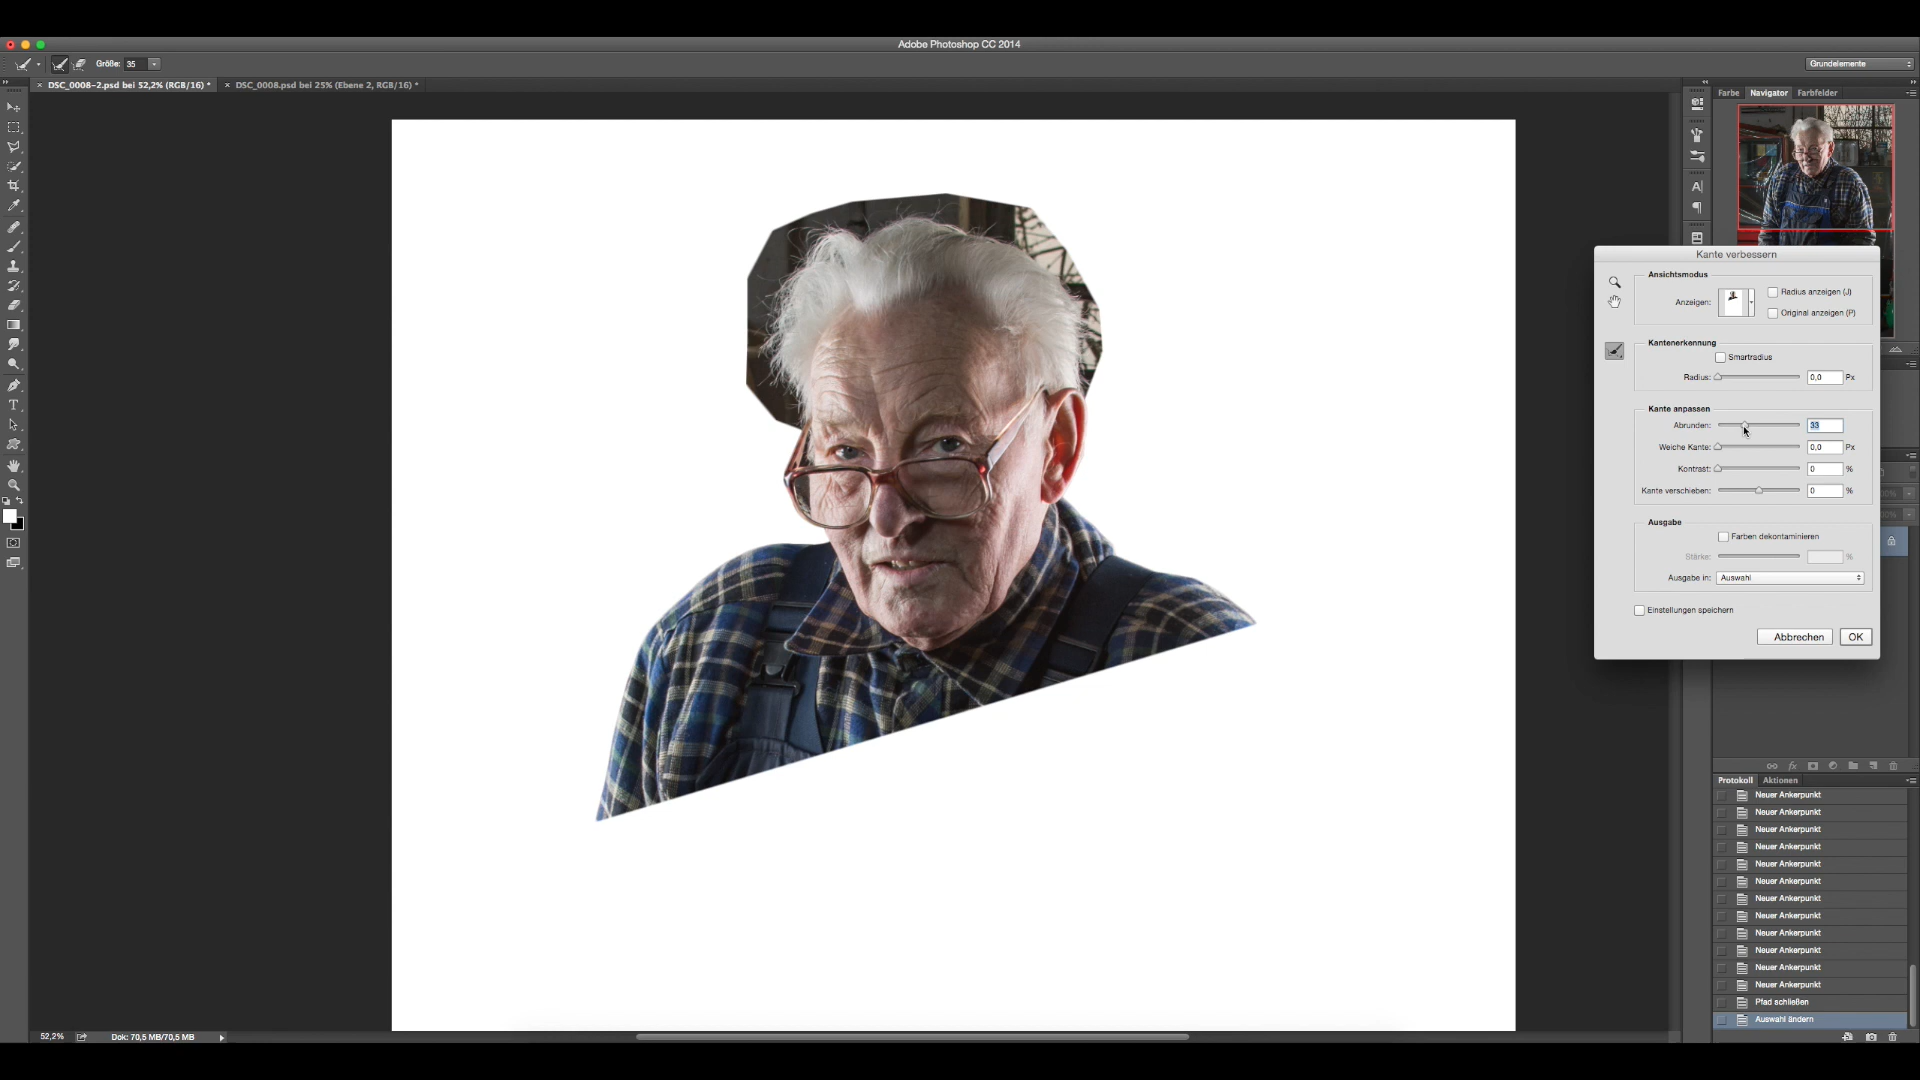 Adobe Photoshop CC 2014
Größe: 35
Grundelemente
× DSC_0008-2.psd bei 52,2% (RGB/16) *
× DSC_0008.psd bei 25% (Ebene 2, RGB/16) *
Farbe Navigator Farbfelder
Kante verbessern
Ansichtsmodus
Anzeigen:
Radius anzeigen (J)
Original anzeigen (P)
Kantenerkennung
Smartradius
Radius: 0,0 Px
Kante anpassen
Abrunden: 33
Weiche Kante: 0,0 Px
Kontrast: 0 %
Kante verschieben: 0 %
Ausgabe
Farben dekontaminieren
Stärke: %
Ausgabe in: Auswahl
Einstellungen speichern
Abbrechen OK
Protokoll Aktionen
Neuer Ankerpunkt
Neuer Ankerpunkt
Neuer Ankerpunkt
Neuer Ankerpunkt
Neuer Ankerpunkt
Neuer Ankerpunkt
Neuer Ankerpunkt
Neuer Ankerpunkt
Neuer Ankerpunkt
Neuer Ankerpunkt
Neuer Ankerpunkt
Neuer Ankerpunkt
Pfad schließen
Auswahl ändern
52,2% Dok: 70,5 MB/70,5 MB